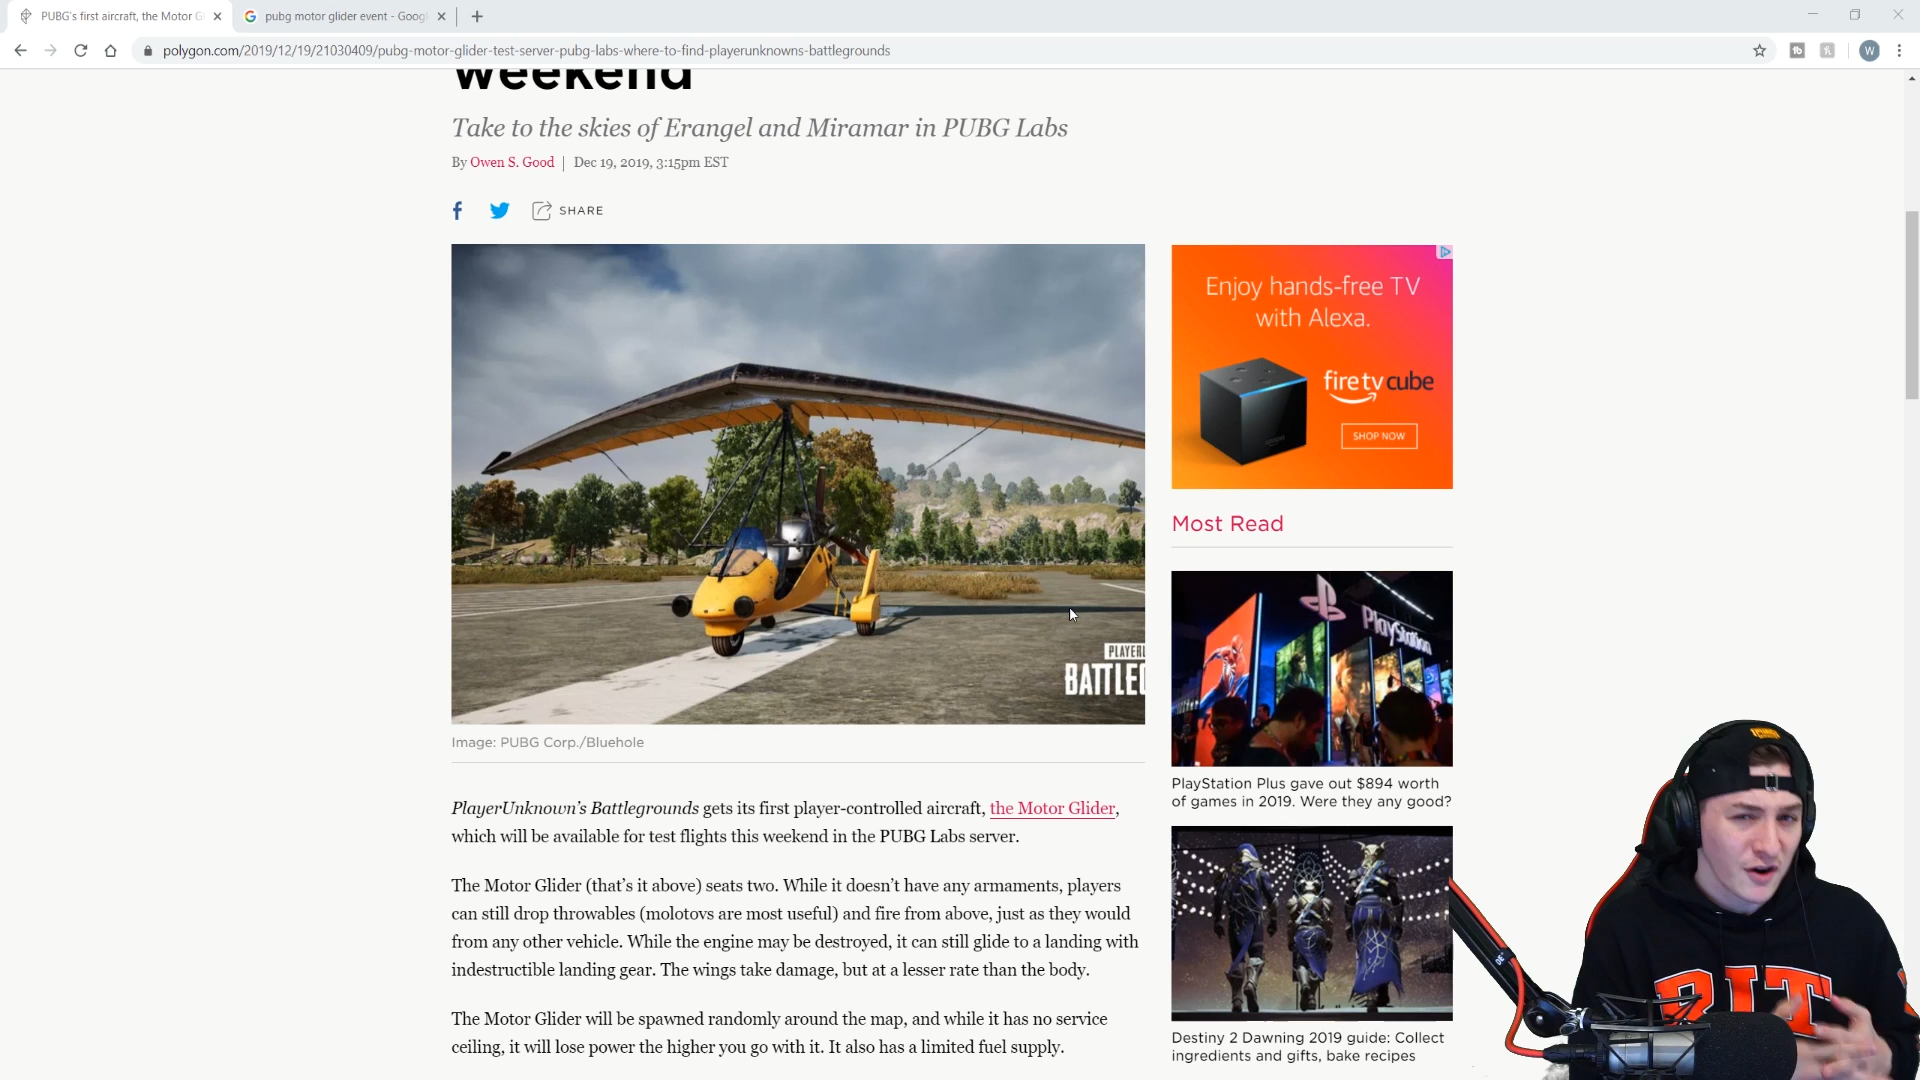 PUBG's first aircraft, the Motor G
pubg motor glider event - Goog
polygon.com/2019/12/19/21030409/pubg-motor-glider-test-server-pubg-labs-where-to-find-playerunknowns-battlegrounds
W
weekend
Take to the skies of Erangel and Miramar in PUBG Labs
By Owen S. Good | Dec 19, 2019, 3:15pm EST
SHARE
Enjoy hands-free TV
with Alexa.
fire tv cube
SHOP NOW
Most Read
PlayStation
PLAYERU
BATTLEG
Image: PUBG Corp./Bluehole
PlayStation Plus gave out $894 worth
of games in 2019. Were they any good?
PlayerUnknown's Battlegrounds gets its first player-controlled aircraft, the Motor Glider,
which will be available for test flights this weekend in the PUBG Labs server.
The Motor Glider (that's it above) seats two. While it doesn't have any armaments, players
can still drop throwables (molotovs are most useful) and fire from above, just as they would
from any other vehicle. While the engine may be destroyed, it can still glide to a landing with
indestructible landing gear. The wings take damage, but at a lesser rate than the body.
The Motor Glider will be spawned randomly around the map, and while it has no service
ceiling, it will lose power the higher you go with it. It also has a limited fuel supply.
Destiny 2 Dawning 2019 guide: Collect
ingredients and gifts, bake recipes
RIT